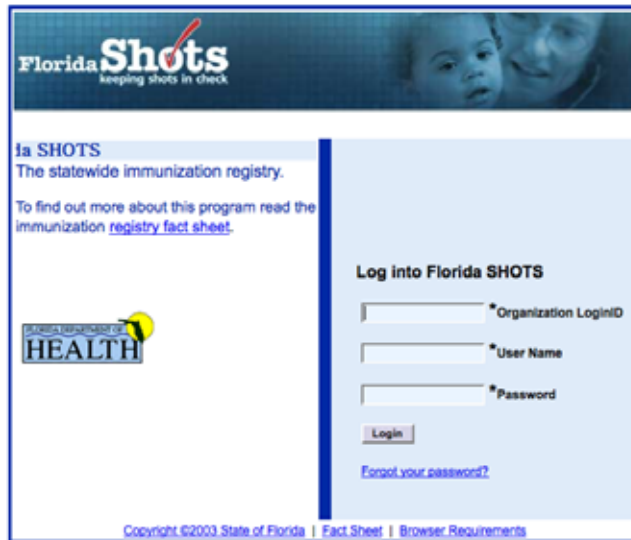 Florida Shots
keeping shots in check
da SHOTS
The statewide immunization registry.
To find out more about this program read the
immunization registry fact sheet.
Log into Florida SHOTS
*Organization LoginID
*User Name
*Password
Login
Forgot your password?
FLORIDA DEPARTMENT OF
HEALTH
Copyright ©2003 State of Florida | Fact Sheet | Browser Requirements